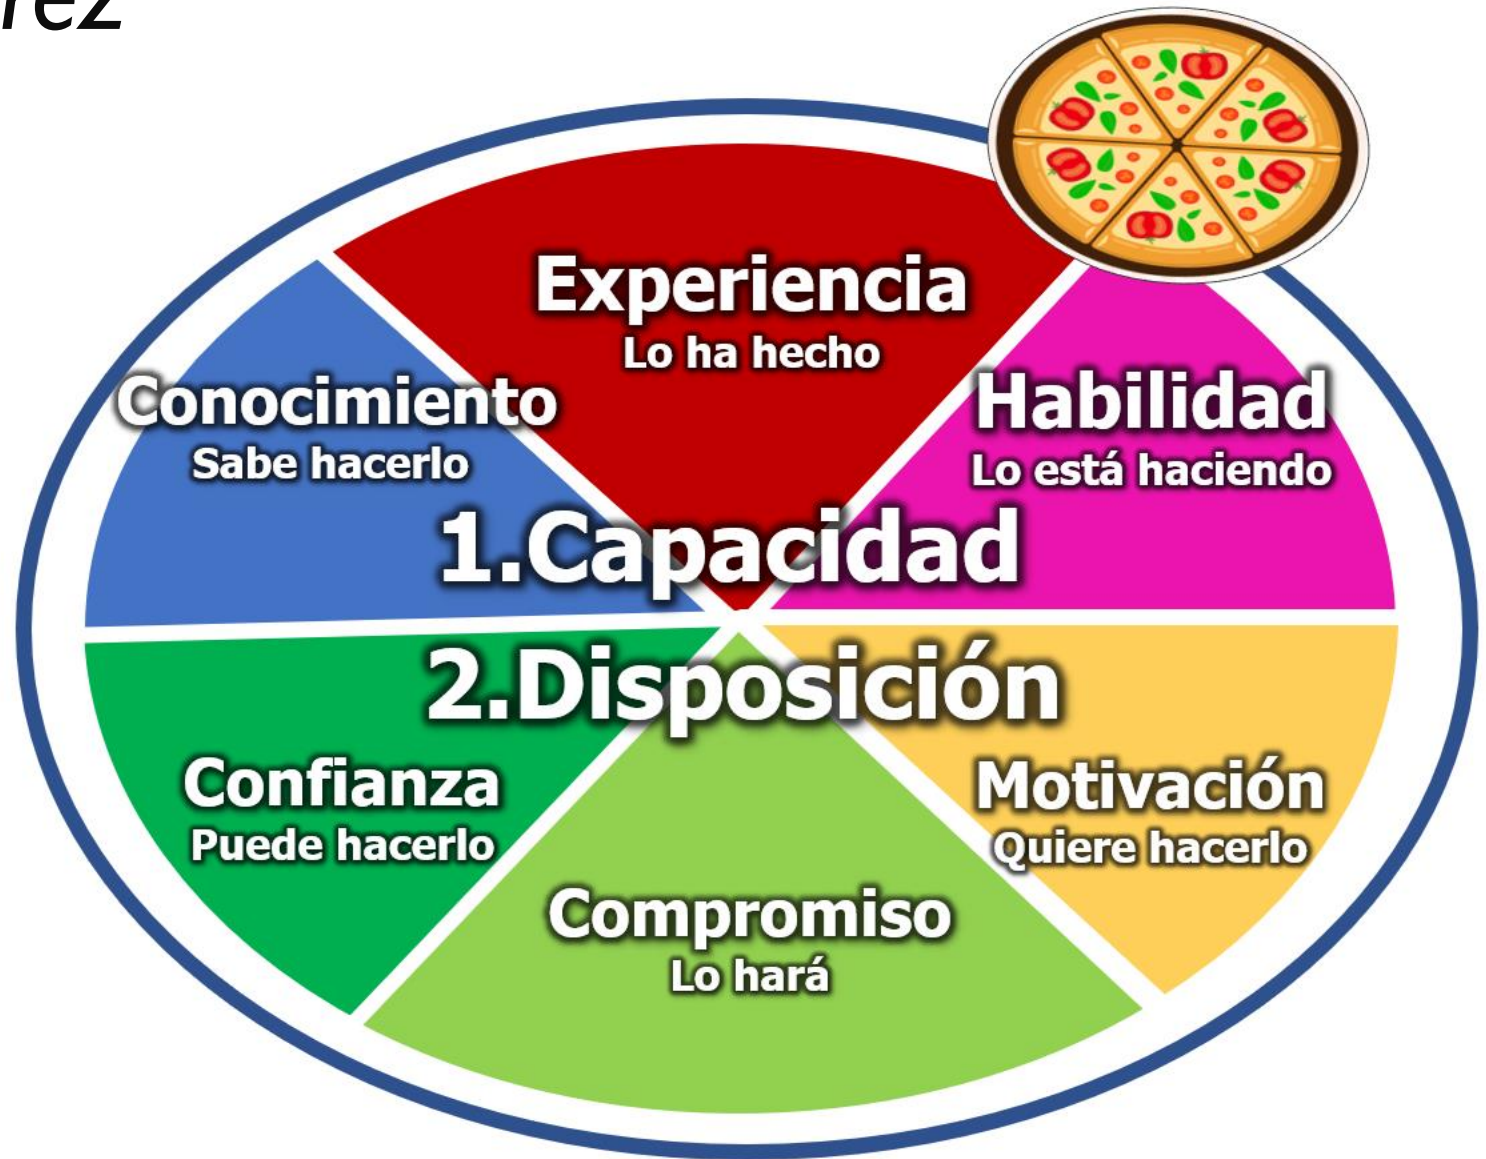 Experiencia
Lo ha hecho
Conocimiento
Sabe hacerlo
Habilidad
Lo está haciendo
1.Capacidad
2.Disposición
Confianza
Puede hacerlo
Motivación
Quiere hacerlo
Compromiso
Lo hará